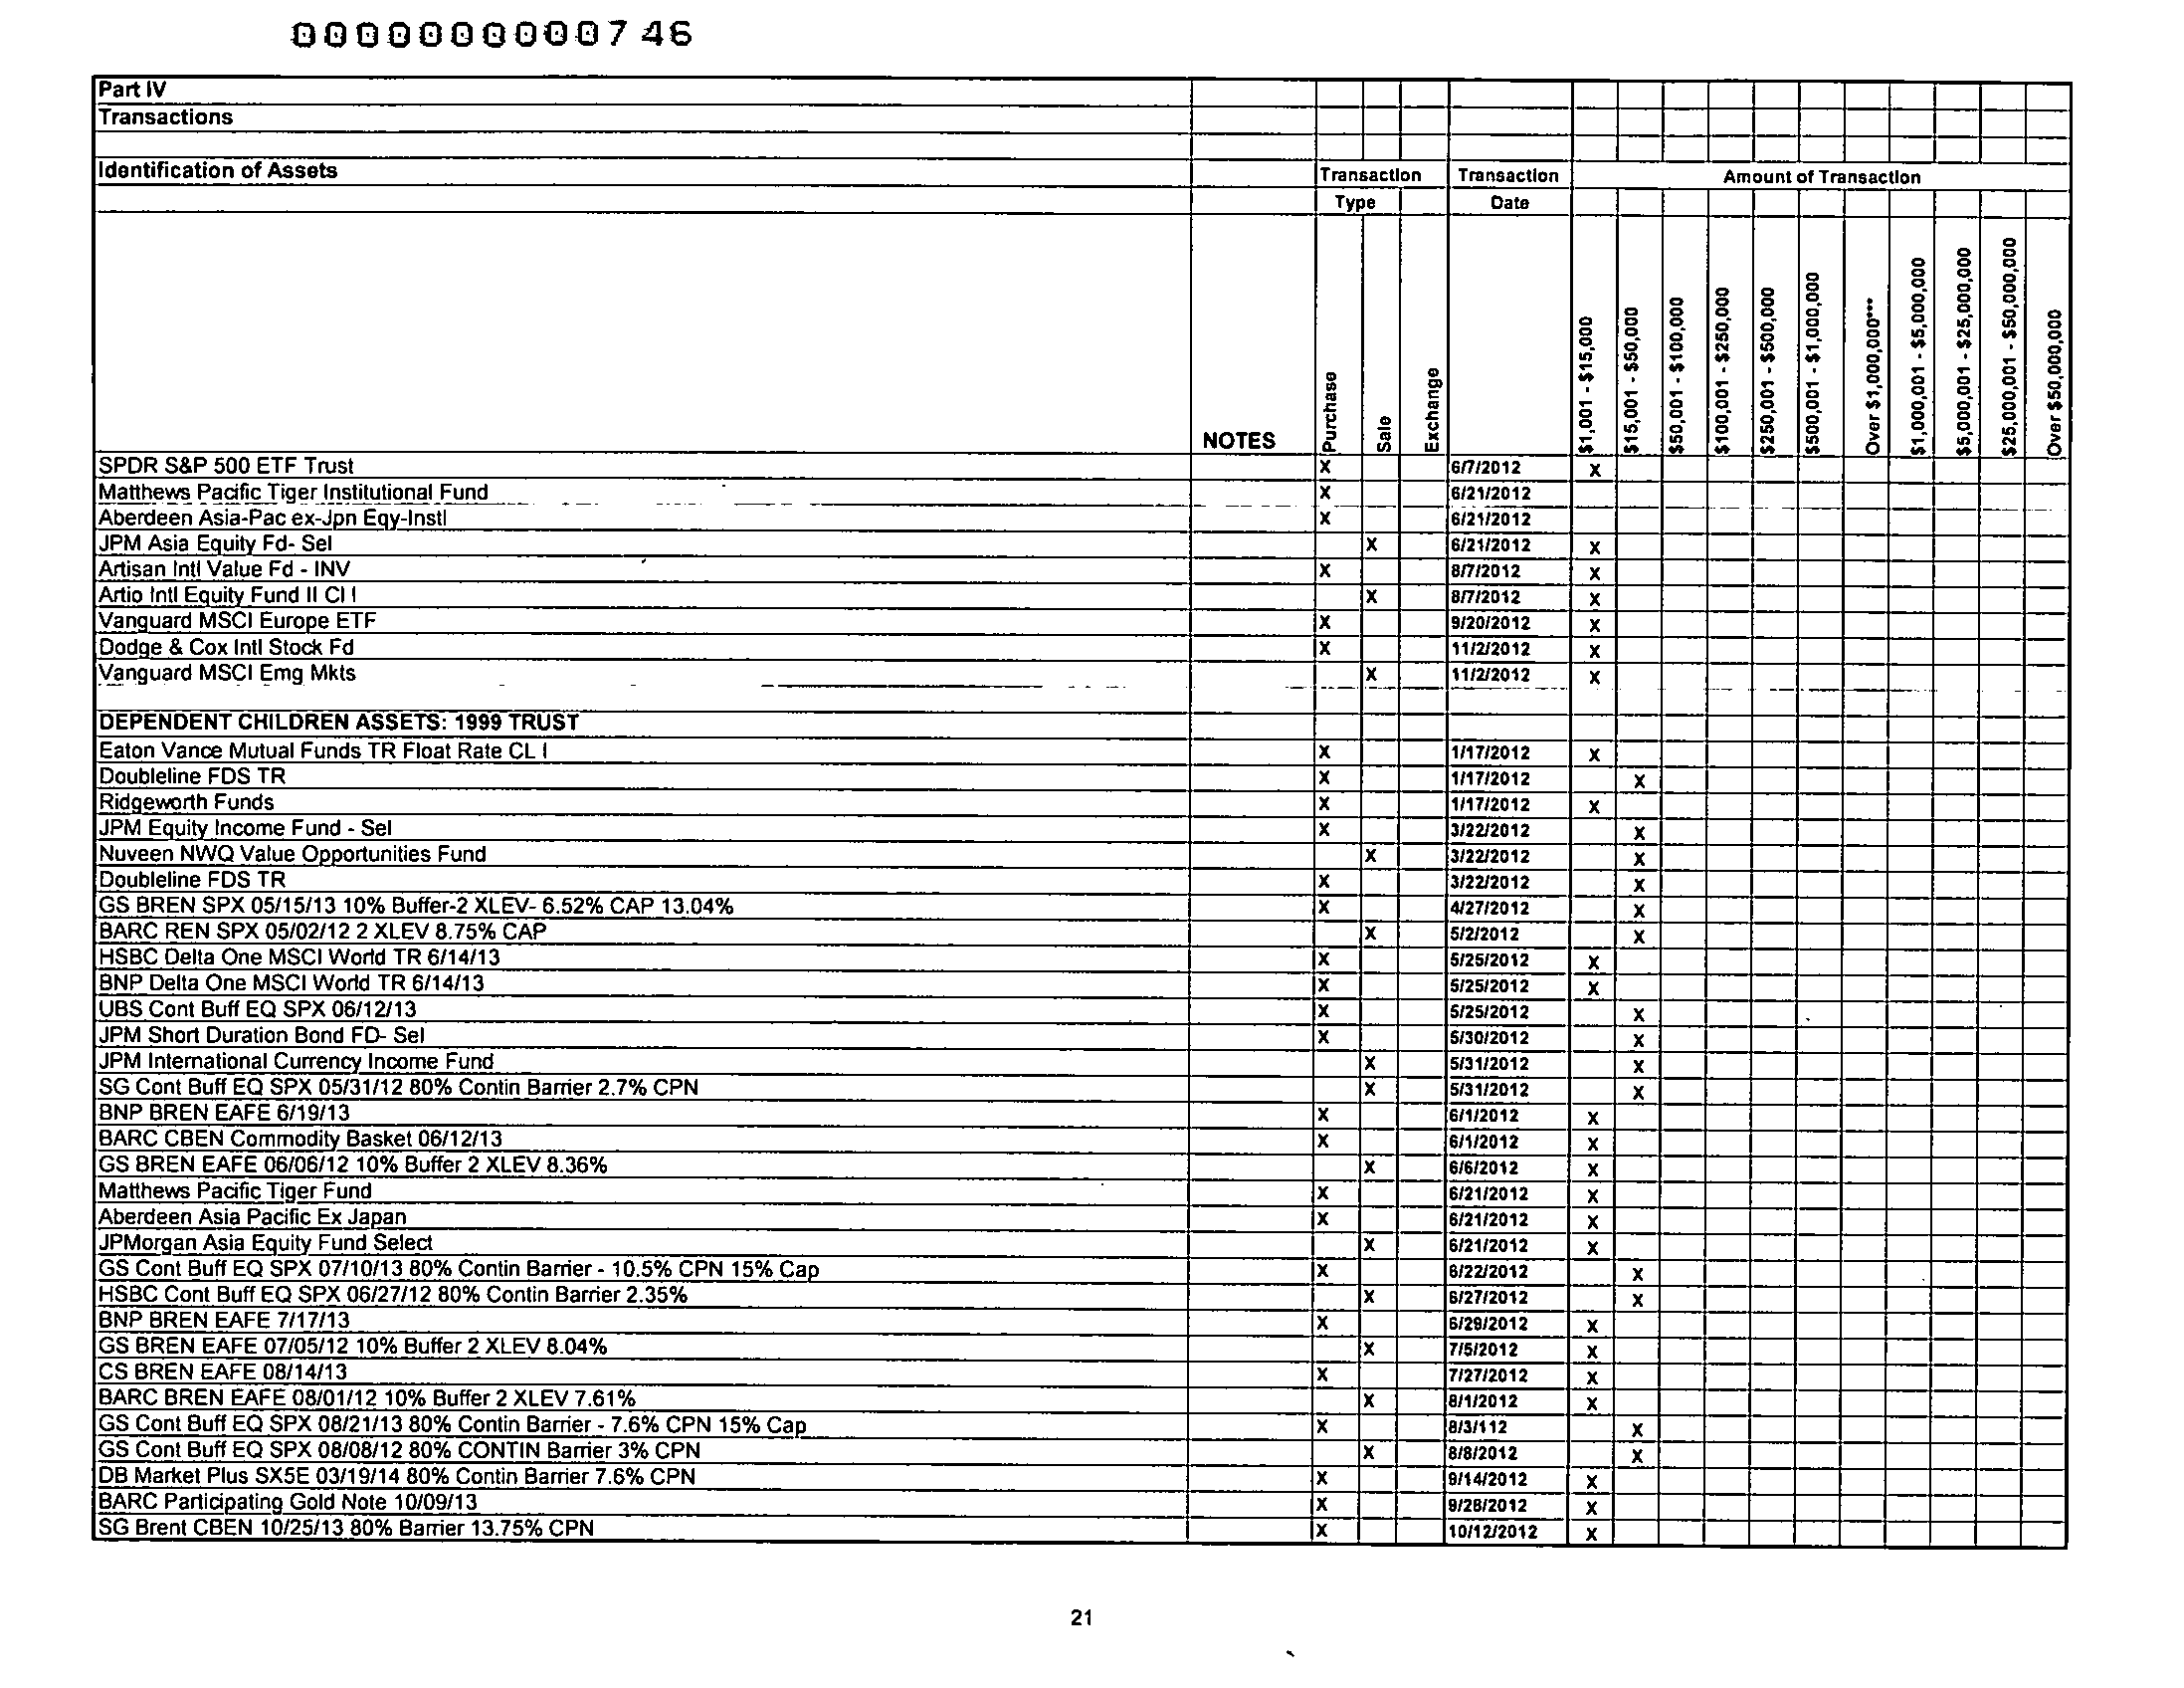 0000000000746
Part IV
Transactions
Identification of Assets Transaction Transaction Amount of Transaction
Type Date
NOTES Purchase Sale Exchange $1,001 - $15,000 $15,001 - $50,000 $50,001 - $100,000 $100,001 - $250,000 $250,001 - $500,000 $500,001 - $1,000,000 Over $1,000,000*** $1,000,001 - $5,000,000 $5,000,001 - $25,000,000 $25,000,001 - $50,000,000 Over $50,000,000
SPDR S&P 500 ETF Trust X 6/7/2012 X
Matthews Pacific Tiger Institutional Fund X 6/21/2012
Aberdeen Asia-Pac ex-Jpn Eqy-Instl X 6/21/2012
JPM Asia Equity Fd- Sel X 6/21/2012 X
Artisan Intl Value Fd - INV X 8/7/2012 X
Artio Intl Equity Fund II Cl I X 8/7/2012 X
Vanguard MSCI Europe ETF X 9/20/2012 X
Dodge & Cox Intl Stock Fd X 11/2/2012 X
Vanguard MSCI Emg Mkts X 11/2/2012 X
DEPENDENT CHILDREN ASSETS: 1999 TRUST
Eaton Vance Mutual Funds TR Float Rate CL I X 1/17/2012 X
Doubleline FDS TR X 1/17/2012 X
Ridgeworth Funds X 1/17/2012 X
JPM Equity Income Fund - Sel X 3/22/2012 X
Nuveen NWQ Value Opportunities Fund X 3/22/2012 X
Doubleline FDS TR X 3/22/2012 X
GS BREN SPX 05/15/13 10% Buffer-2 XLEV- 6.52% CAP 13.04% X 4/27/2012 X
BARC REN SPX 05/02/12 2 XLEV 8.75% CAP X 5/2/2012 X
HSBC Delta One MSCI World TR 6/14/13 X 5/25/2012 X
BNP Delta One MSCI World TR 6/14/13 X 5/25/2012 X
UBS Cont Buff EQ SPX 06/12/13 X 5/25/2012 X
JPM Short Duration Bond FD- Sel X 5/30/2012 X
JPM International Currency Income Fund X 5/31/2012 X
SG Cont Buff EQ SPX 05/31/12 80% Contin Barrier 2.7% CPN X 5/31/2012 X
BNP BREN EAFE 6/19/13 X 6/1/2012 X
BARC CBEN Commodity Basket 06/12/13 X 6/1/2012 X
GS BREN EAFE 06/06/12 10% Buffer 2 XLEV 8.36% X 6/6/2012 X
Matthews Pacific Tiger Fund X 6/21/2012 X
Aberdeen Asia Pacific Ex Japan X 6/21/2012 X
JPMorgan Asia Equity Fund Select X 6/21/2012 X
GS Cont Buff EQ SPX 07/10/13 80% Contin Barrier - 10.5% CPN 15% Cap X 6/22/2012 X
HSBC Cont Buff EQ SPX 06/27/12 80% Contin Barrier 2.35% X 6/27/2012 X
BNP BREN EAFE 7/17/13 X 6/29/2012 X
GS BREN EAFE 07/05/12 10% Buffer 2 XLEV 8.04% X 7/5/2012 X
CS BREN EAFE 08/14/13 X 7/27/2012 X
BARC BREN EAFE 08/01/12 10% Buffer 2 XLEV 7.61% X 8/1/2012 X
GS Cont Buff EQ SPX 08/21/13 80% Contin Barrier - 7.6% CPN 15% Cap X 8/3/112 X
GS Cont Buff EQ SPX 08/08/12 80% CONTIN Barrier 3% CPN X 8/8/2012 X
DB Market Plus SX5E 03/19/14 80% Contin Barrier 7.6% CPN X 9/14/2012 X
BARC Participating Gold Note 10/09/13 X 9/28/2012 X
SG Brent CBEN 10/25/13 80% Barrier 13.75% CPN X 10/12/2012 X
21